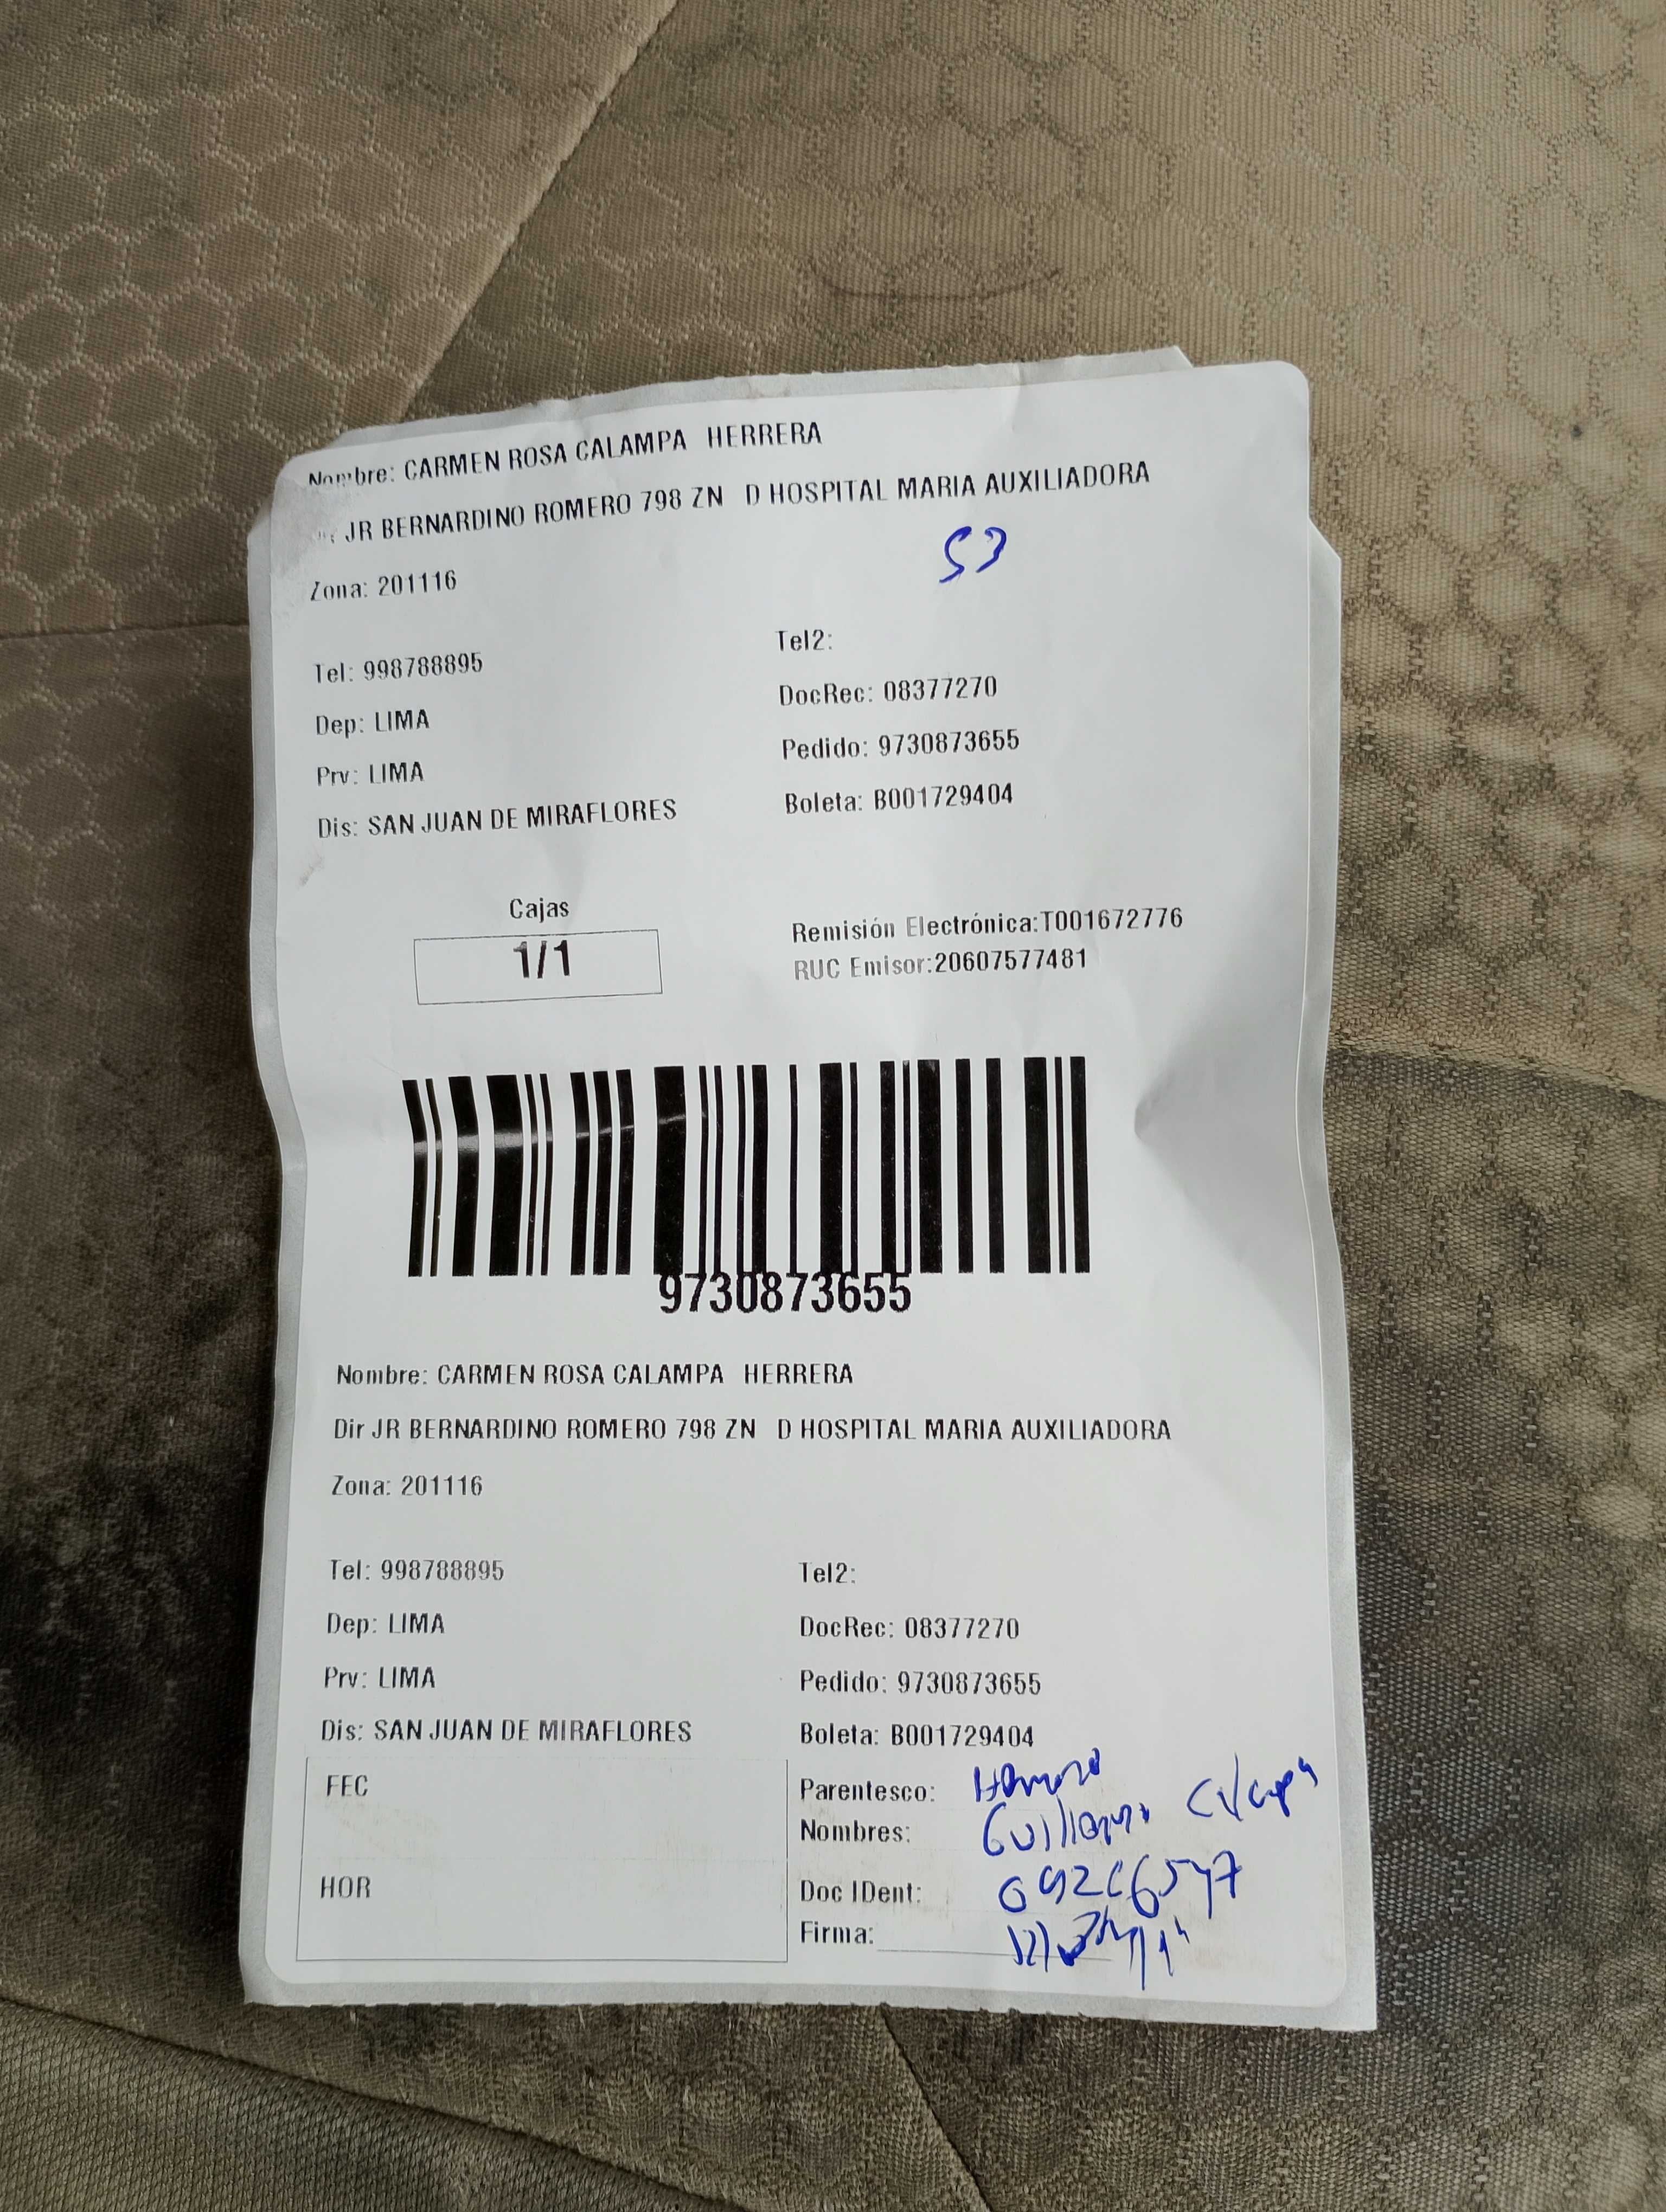 Nombre: CARMEN ROSA CALAMPA HERRERA
JR BERNARDINO ROMERO 798 ZN D HOSPITAL MARIA AUXILIADORA
53
Zona: 201116
Tel: 998788895
Tel2:
Dep: LIMA
DocRec: 08377270
Prv: LIMA
Pedido: 9730873655
Dis: SAN JUAN DE MIRAFLORES
Boleta: B001729404
Cajas
1/1
Remisión Electrónica:T001672776
RUC Emisor:20607577481
9730873655
Nombre: CARMEN ROSA CALAMPA HERRERA
Dir JR BERNARDINO ROMERO 798 ZN D HOSPITAL MARIA AUXILIADORA
Zona: 201116
Tel: 998788895
Tel2:
Dep: LIMA
DocRec: 08377270
Prv: LIMA
Pedido: 9730873655
Dis: SAN JUAN DE MIRAFLORES
Boleta: B001729404
FEC
Parentesco:
Nombres:
HOR
Doc IDent:
Firma: